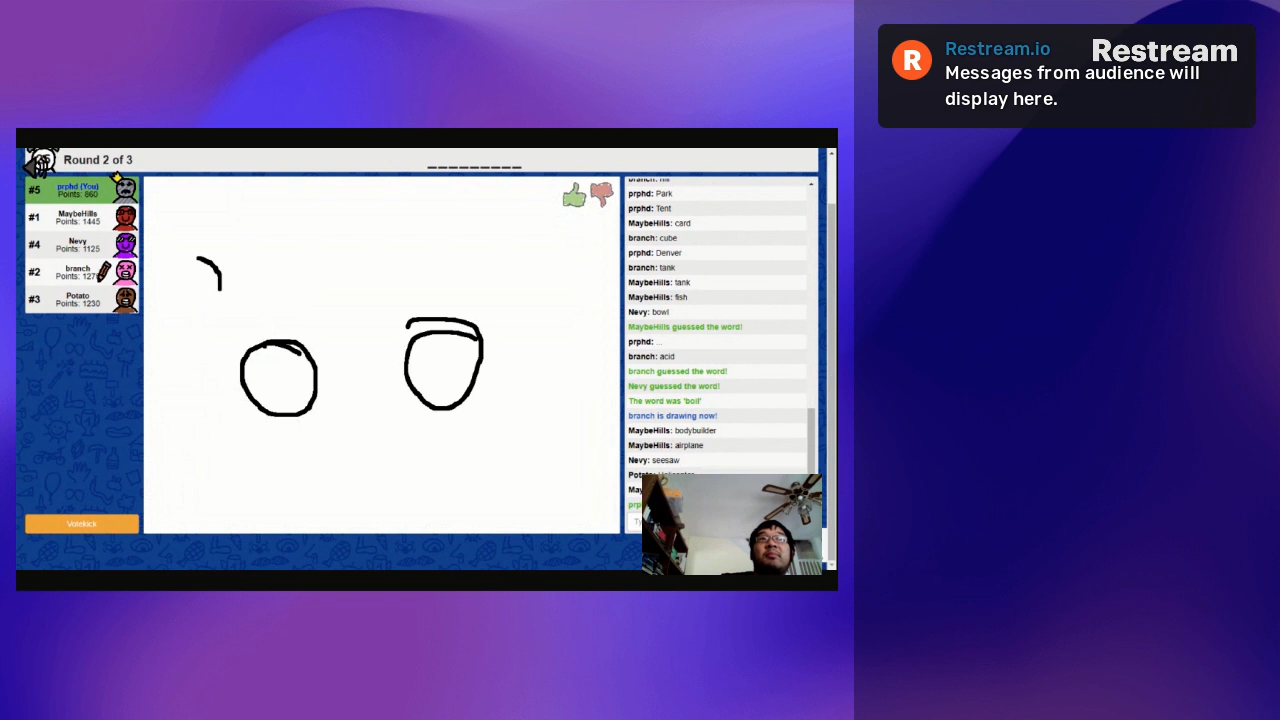 Restream.io
Restream
Messages from audience will
display here.
Round 2 of 3
_________
#5
prphd (You)
Points: 860
#1
MaybeHills
Points: 1445
#4
Nevy
Points: 1125
#2
branch
#3
Potato
Points: 1230
Votekick
prphd: Park
prphd: Tent
MaybeHills: card
branch: cube
prphd: Denver
branch: tank
MaybeHills: tank
MaybeHills: fish
Nevy: bowl
MaybeHills guessed the word!
prphd: ...
branch: acid
branch guessed the word!
Nevy guessed the word!
The word was 'boil'
branch is drawing now!
MaybeHills: bodybuilder
MaybeHills: airplane
Nevy: seesaw